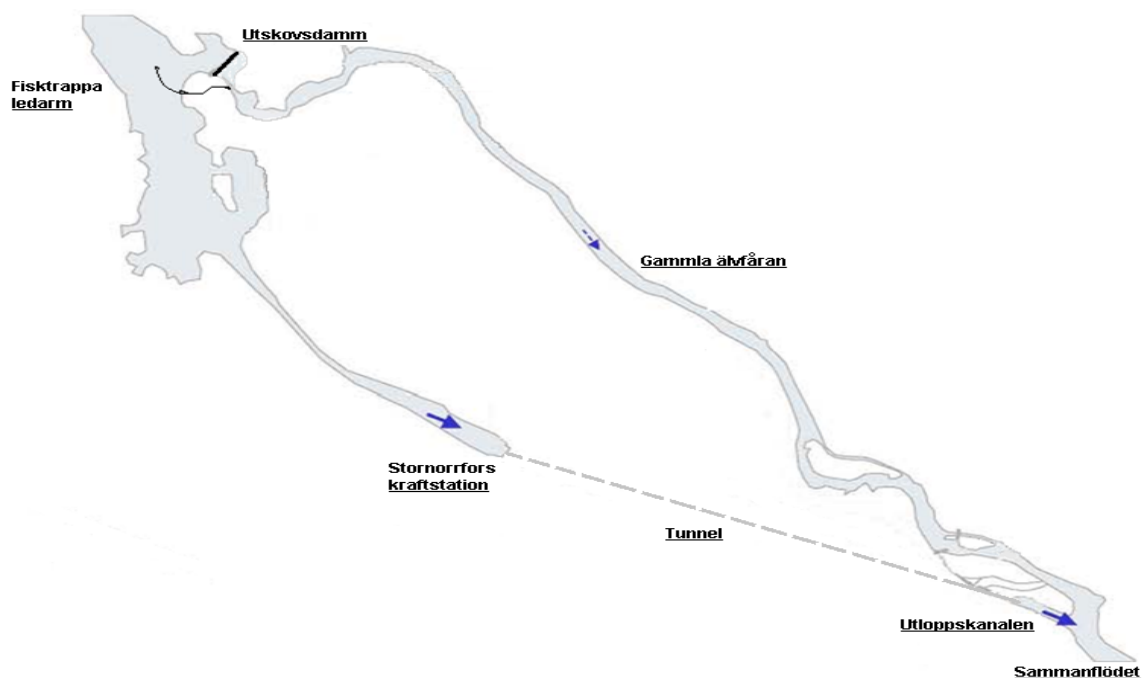 Utskovsdamm
Fisktrappa
ledarm
Gammla älvfåran
Stornorrfors
kraftstation
Tunnel
Utloppskanalen
Sammanflödet